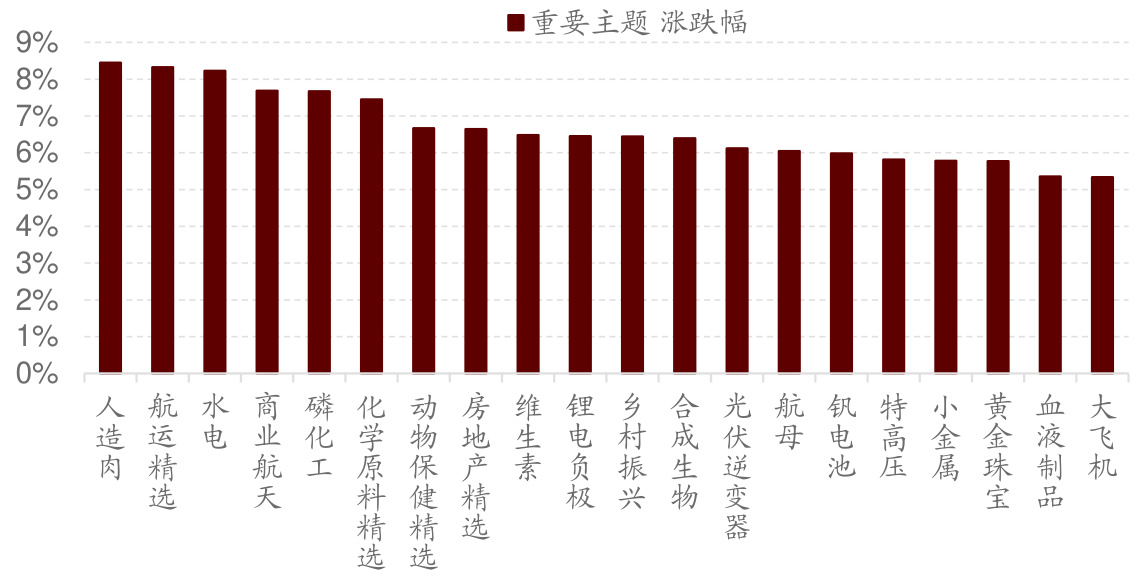 重要主题 涨跌幅
9%
8%
7%
6%
5%
4%
3%
2%
1%
0%
人造肉
航运精选
水电
商业航天
磷化工
化学原料精选
动物保健精选
房地产精选
维生素
锂电负极
乡村振兴
合成生物
光伏逆变器
航母
钒电池
特高压
小金属
黄金珠宝
血液制品
大飞机